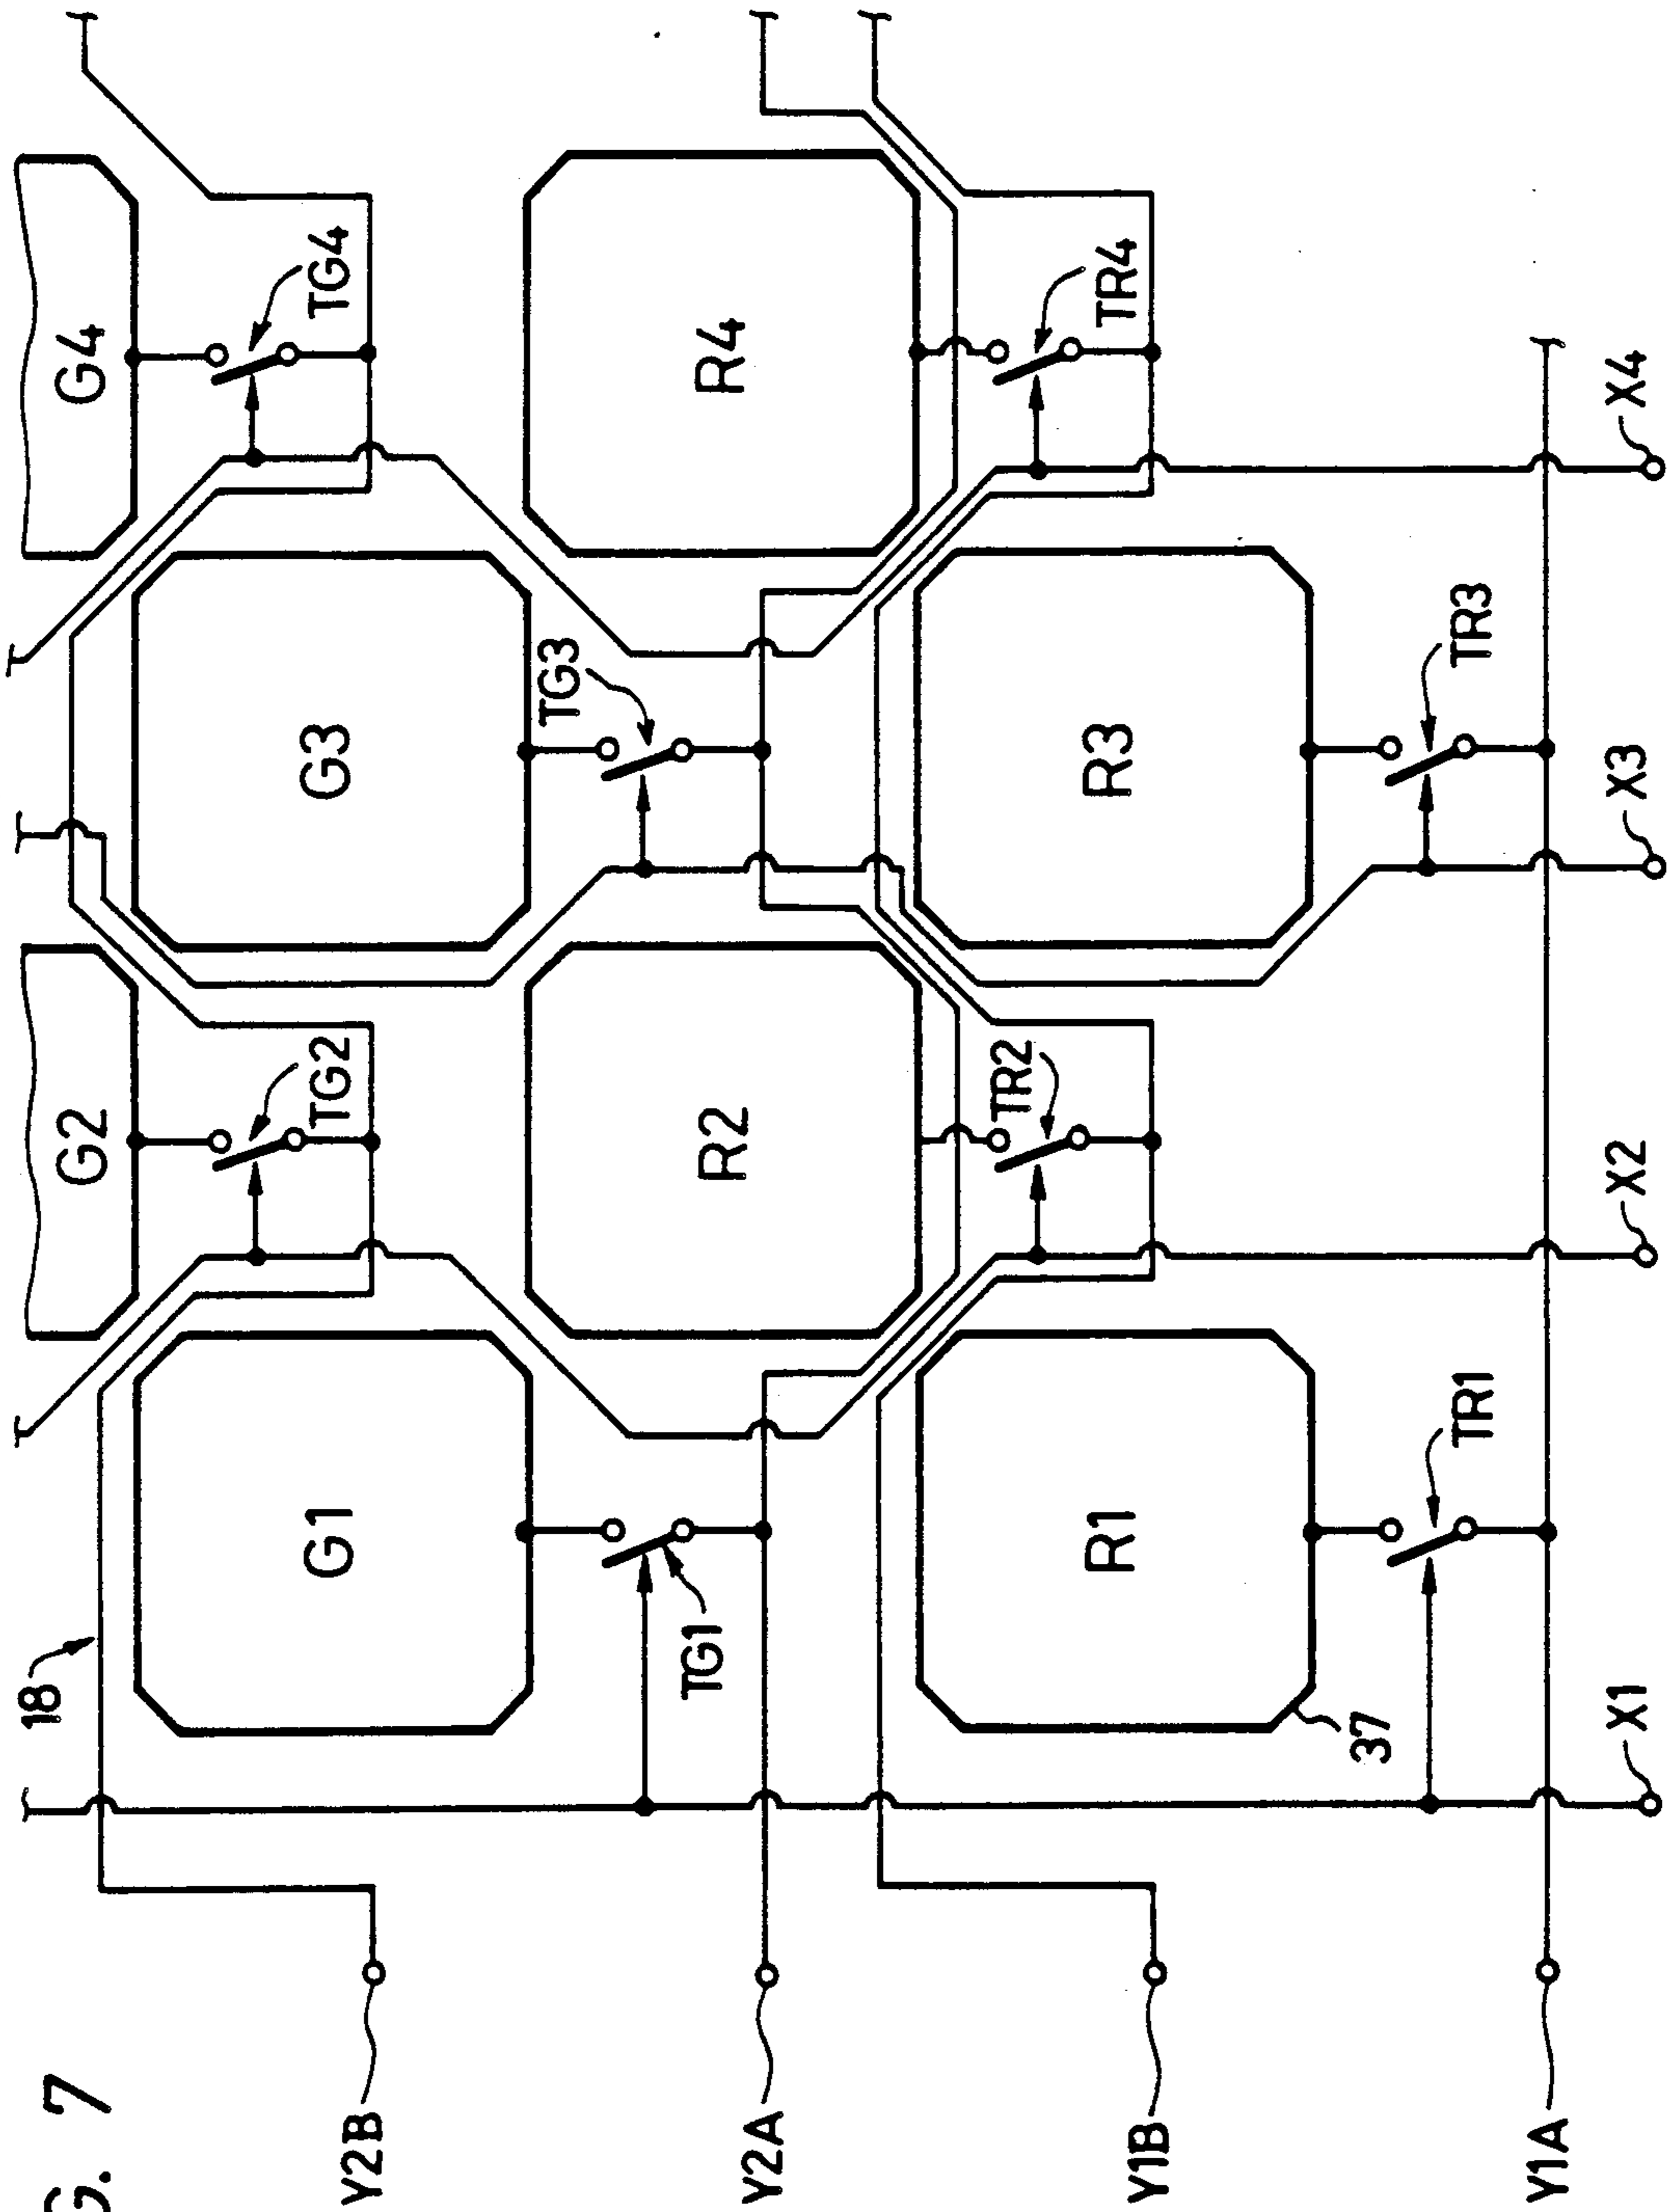 G. 7
18
G2
G4
Y2B
G1
TG2
G3
TG4
TG3
TG1
R2
R4
Y2A
TR2
R1
R3
TR4
Y1B
37
TR1
TR3
Y1A
X1
X2
X3
X4